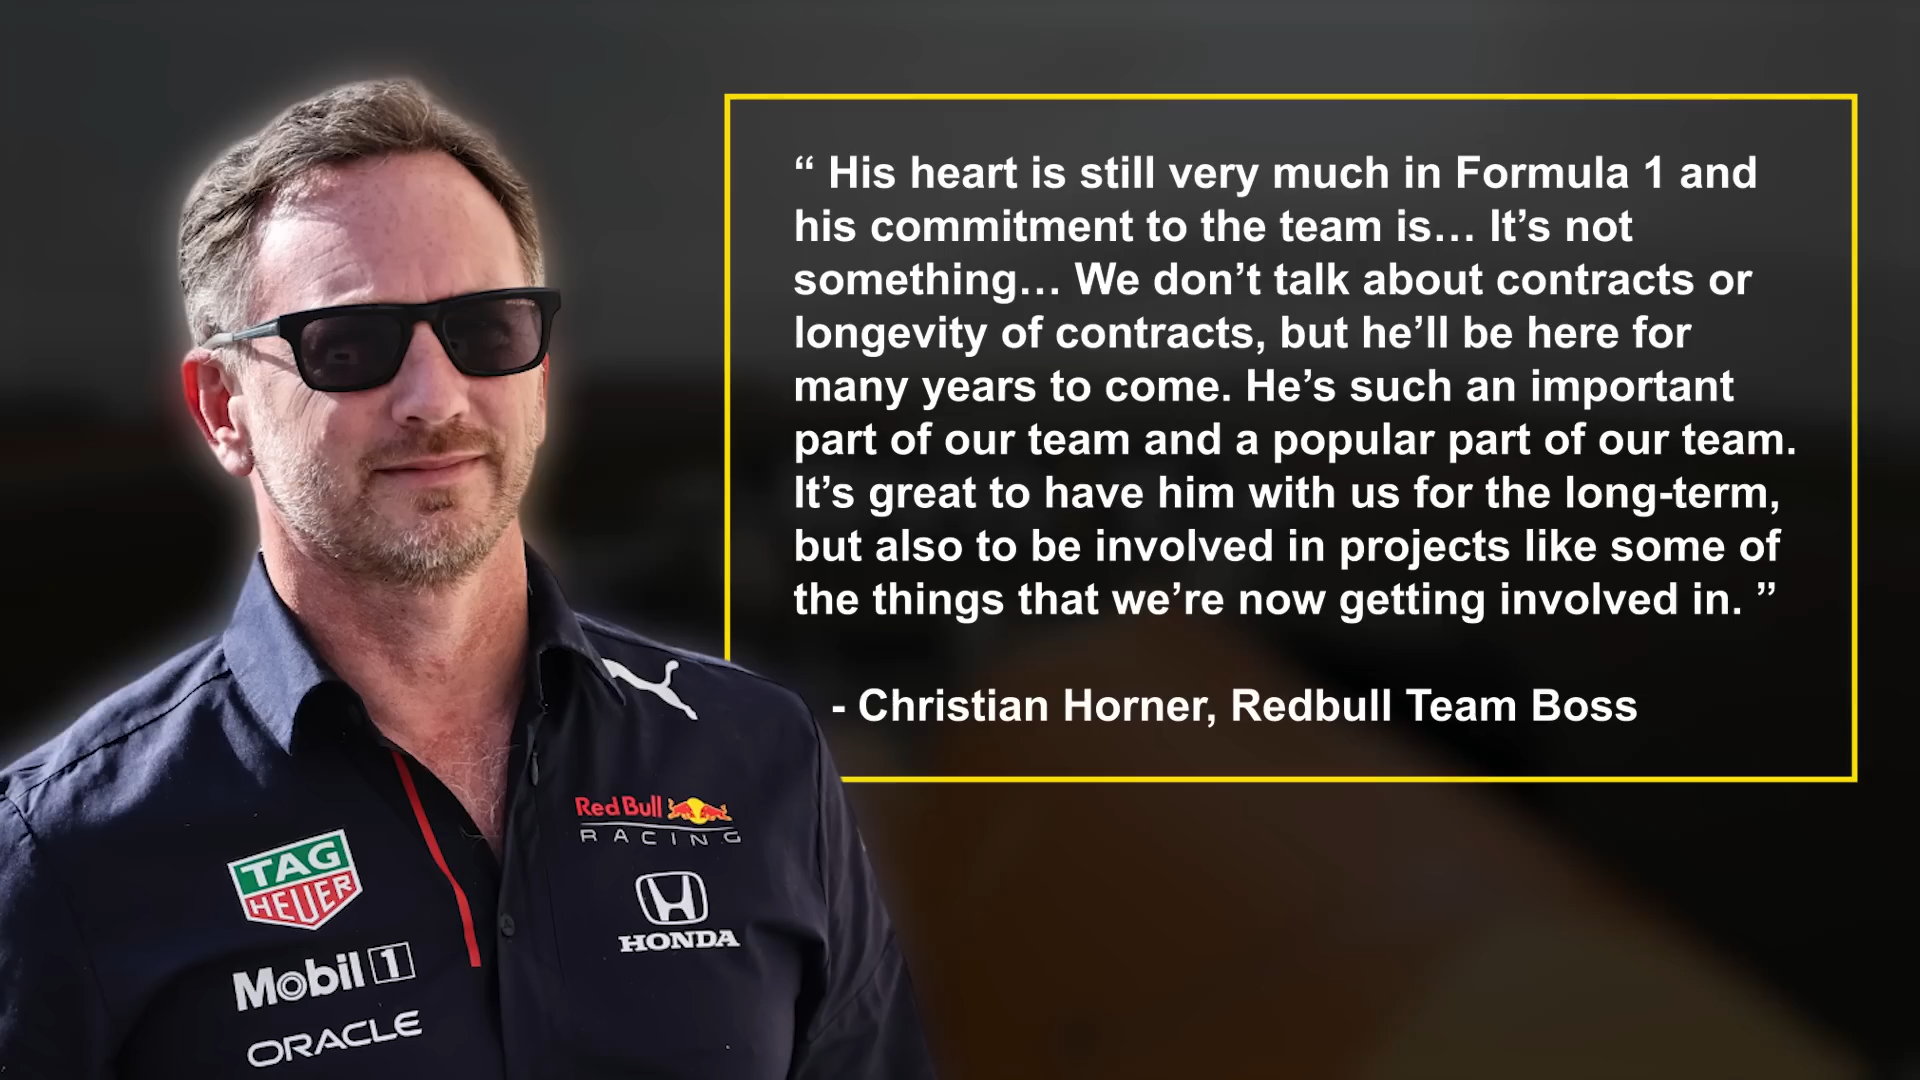 “ His heart is still very much in Formula 1 and
his commitment to the team is… It’s not
something… We don’t talk about contracts or
longevity of contracts, but he’ll be here for
many years to come. He’s such an important
part of our team and a popular part of our team.
It’s great to have him with us for the long-term,
but also to be involved in projects like some of
the things that we’re now getting involved in. ”
- Christian Horner, Redbull Team Boss
Red Bull
RACING
TAG
HEUER
HONDA
Mobil 1
ORACLE